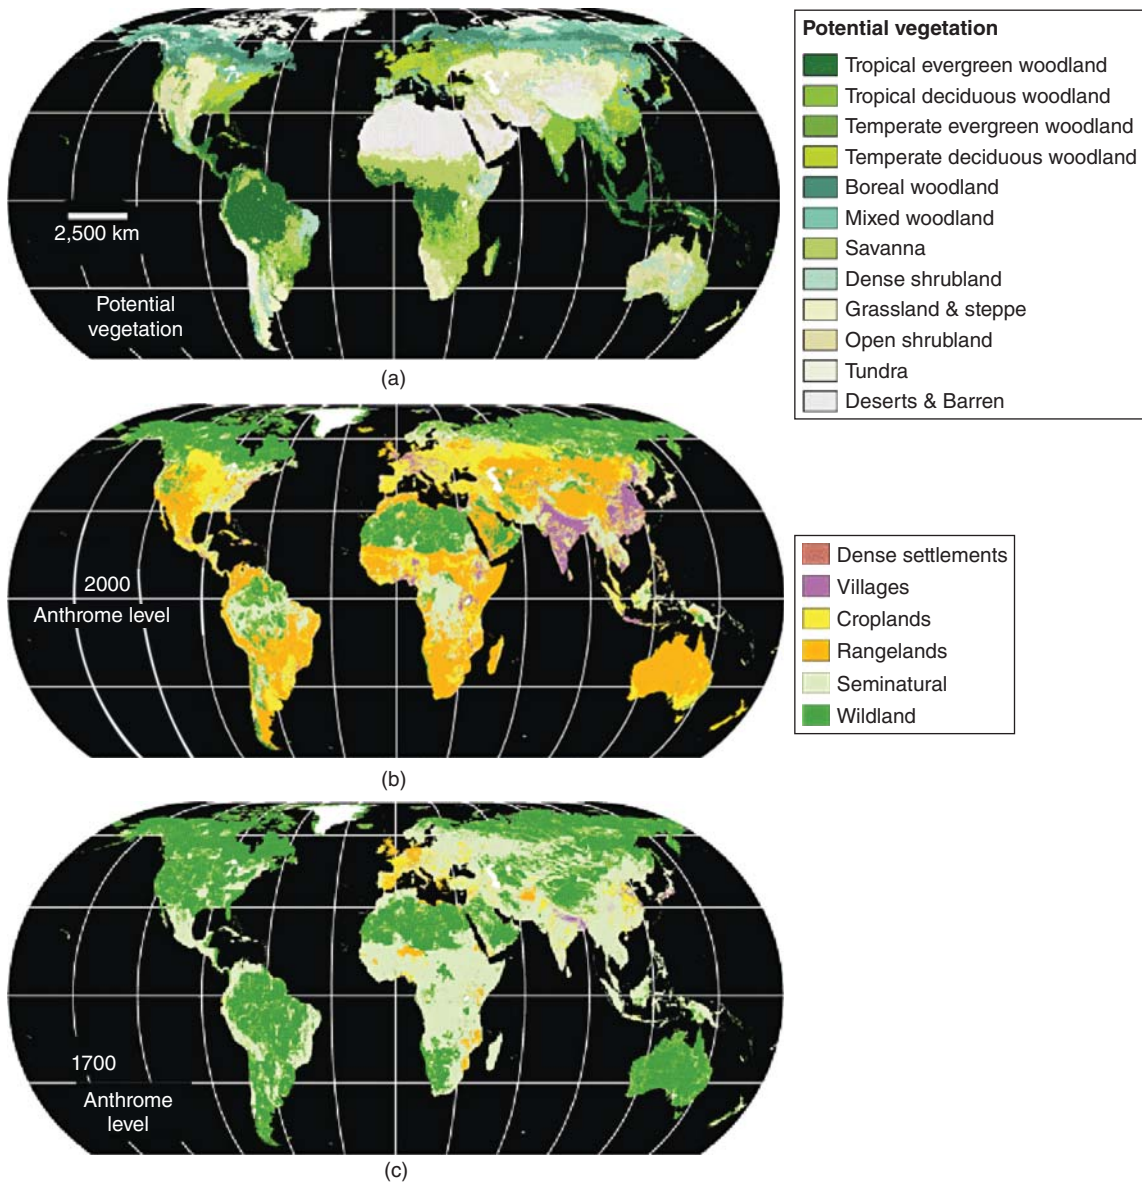 Potential vegetation
Tropical evergreen woodland
Tropical deciduous woodland
Temperate evergreen woodland
Temperate deciduous woodland
Boreal woodland
Mixed woodland
Savanna
Dense shrubland
Grassland & steppe
Open shrubland
Tundra
Deserts & Barren
2,500 km
Potential
vegetation
(a)
2000
Anthrome level
Dense settlements
Villages
Croplands
Rangelands
Seminatural
Wildland
(b)
1700
Anthrome
level
(c)